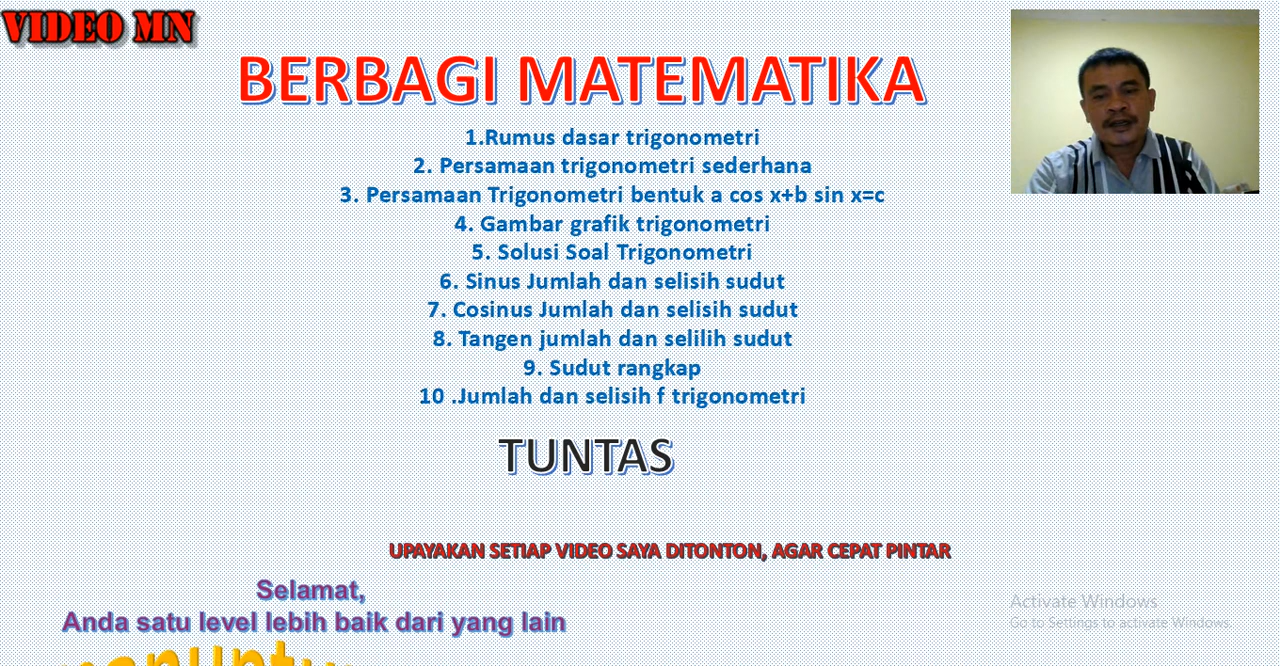 VIDEO MN
BERBAGI MATEMATIKA
1.Rumus dasar trigonometri
2. Persamaan trigonometri sederhana
3. Persamaan Trigonometri bentuk a cos x+b sin x=c
4. Gambar grafik trigonometri
5. Solusi Soal Trigonometri
6. Sinus Jumlah dan selisih sudut
7. Cosinus Jumlah dan selisih sudut
8. Tangen jumlah dan selilih sudut
9. Sudut rangkap
10 .Jumlah dan selisih f trigonometri
TUNTAS
UPAYAKAN SETIAP VIDEO SAYA DITONTON, AGAR CEPAT PINTAR
Selamat,
Anda satu level lebih baik dari yang lain
Activate Windows
Go to Settings to activate Windows.